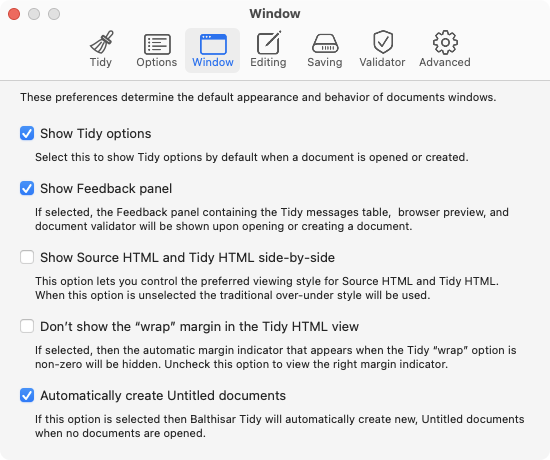 Window
Tidy Options Window Editing Saving Validator Advanced
These preferences determine the default appearance and behavior of documents windows.
Show Tidy options
Select this to show Tidy options by default when a document is opened or created.
Show Feedback panel
If selected, the Feedback panel containing the Tidy messages table,  browser preview, and
document validator will be shown upon opening or creating a document.
Show Source HTML and Tidy HTML side-by-side
This option lets you control the preferred viewing style for Source HTML and Tidy HTML.
When this option is unselected the traditional over-under style will be used.
Don’t show the “wrap” margin in the Tidy HTML view
If selected, then the automatic margin indicator that appears when the Tidy “wrap” option is
non-zero will be hidden. Uncheck this option to view the right margin indicator.
Automatically create Untitled documents
If this option is selected then Balthisar Tidy will automatically create new, Untitled documents
when no documents are opened.